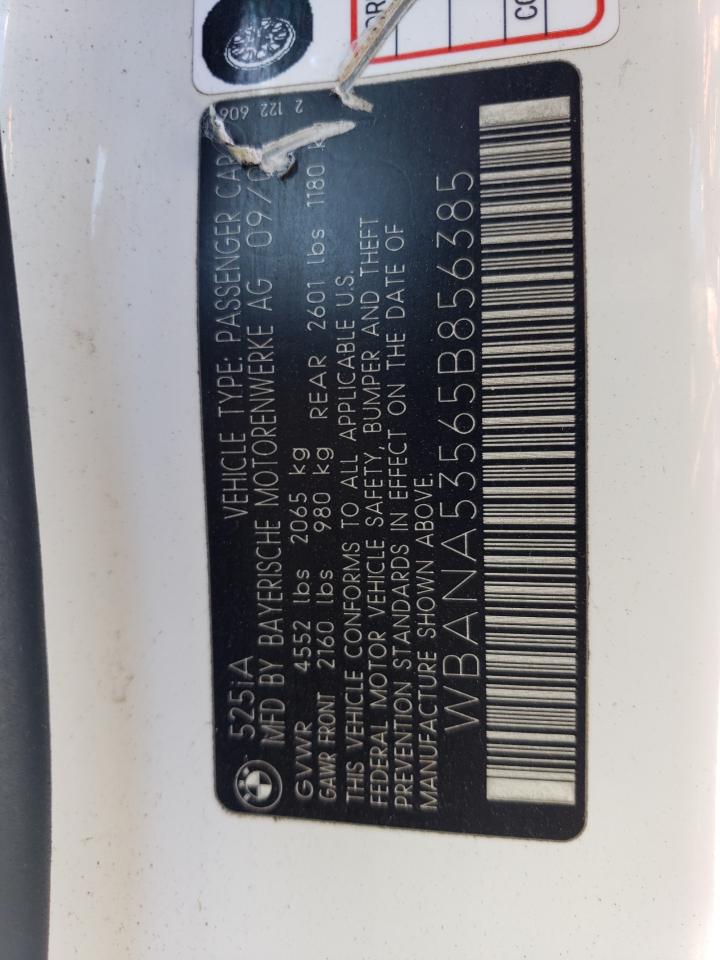 525iA VEHICLE TYPE: PASSENGER CAR 2 122 606
MFD BY BAYERISCHE MOTORENWERKE AG 09/
GVWR 4552 lbs 2065 kg
GAWR FRONT 2160 lbs 980 kg REAR 2601 lbs 1180
THIS VEHICLE CONFORMS TO ALL APPLICABLE U.S.
FEDERAL MOTOR VEHICLE SAFETY, BUMPER AND THEFT
PREVENTION STANDARDS IN EFFECT ON THE DATE OF
MANUFACTURE SHOWN ABOVE.
WBANA53565B856385